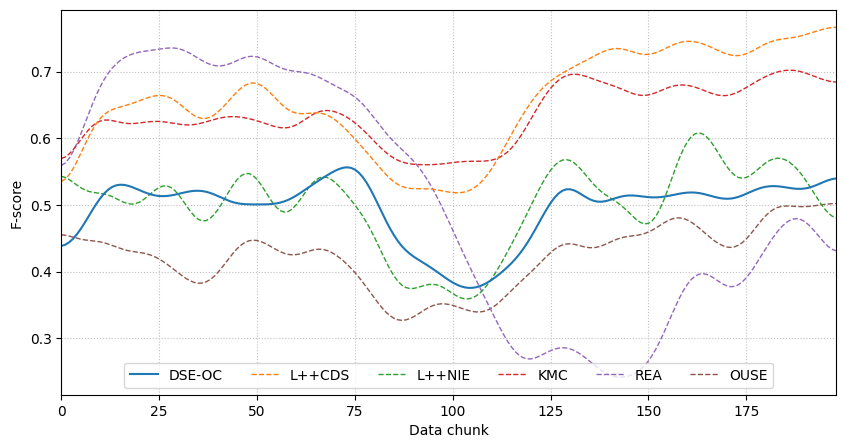 F-score
0.7
0.6
0.5
0.4
0.3
DSE-OC L++CDS L++NIE KMC REA OUSE
0 25 50 75 100 125 150 175
Data chunk